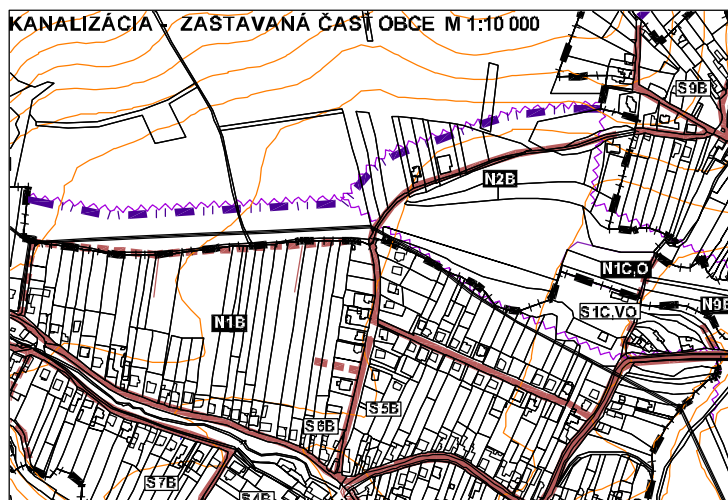 KANALIZÁCIA - ZASTAVANÁ ČASŤ OBCE M 1:10 000
S9B
N2B
N1C,O
N9B
S1C,VO
N1B
S5B
S6B
S7B
S4B